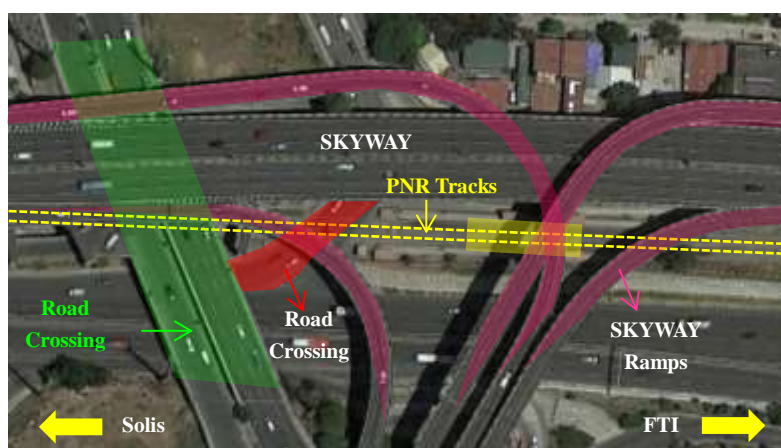 SKYWAY
PNR Tracks
Road
Crossing
Road
Crossing
SKYWAY
Ramps
Solis
FTI